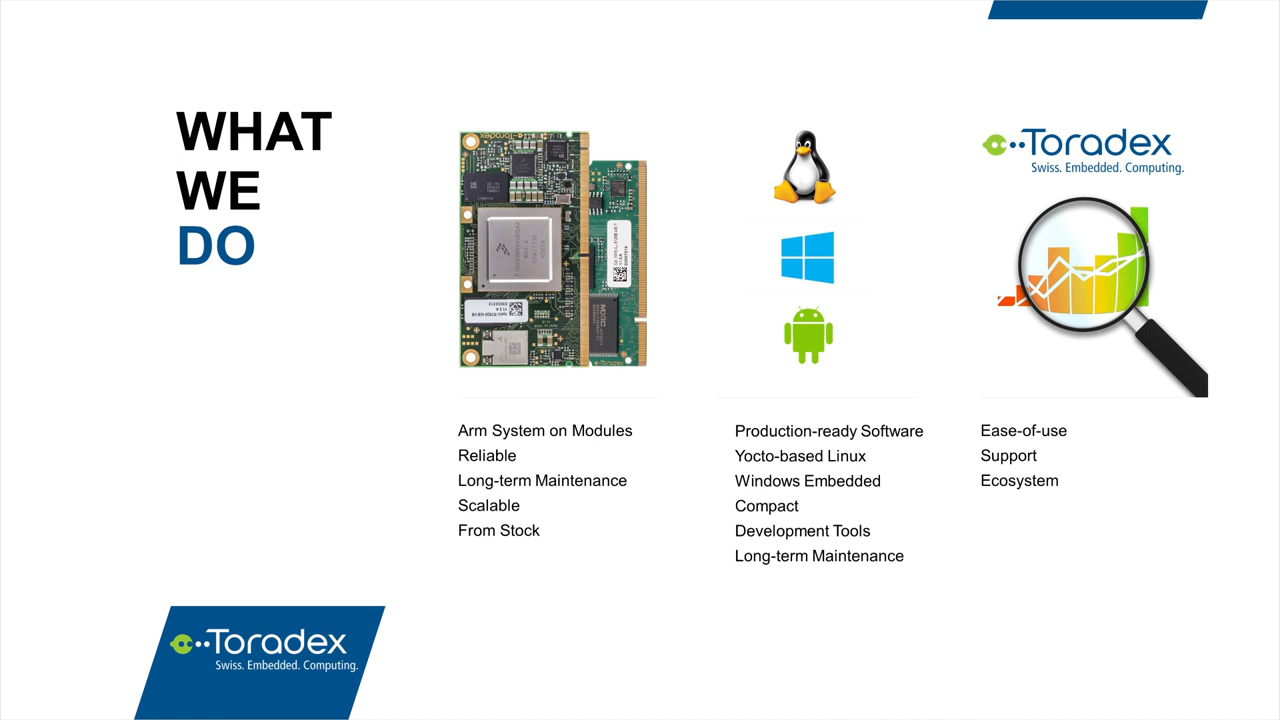 WHAT
WE
DO
Toradex
Swiss. Embedded. Computing.
Arm System on Modules
Reliable
Long-term Maintenance
Scalable
From Stock
Production-ready Software
Yocto-based Linux
Windows Embedded
Compact
Development Tools
Long-term Maintenance
Ease-of-use
Support
Ecosystem
Toradex
Swiss. Embedded. Computing.